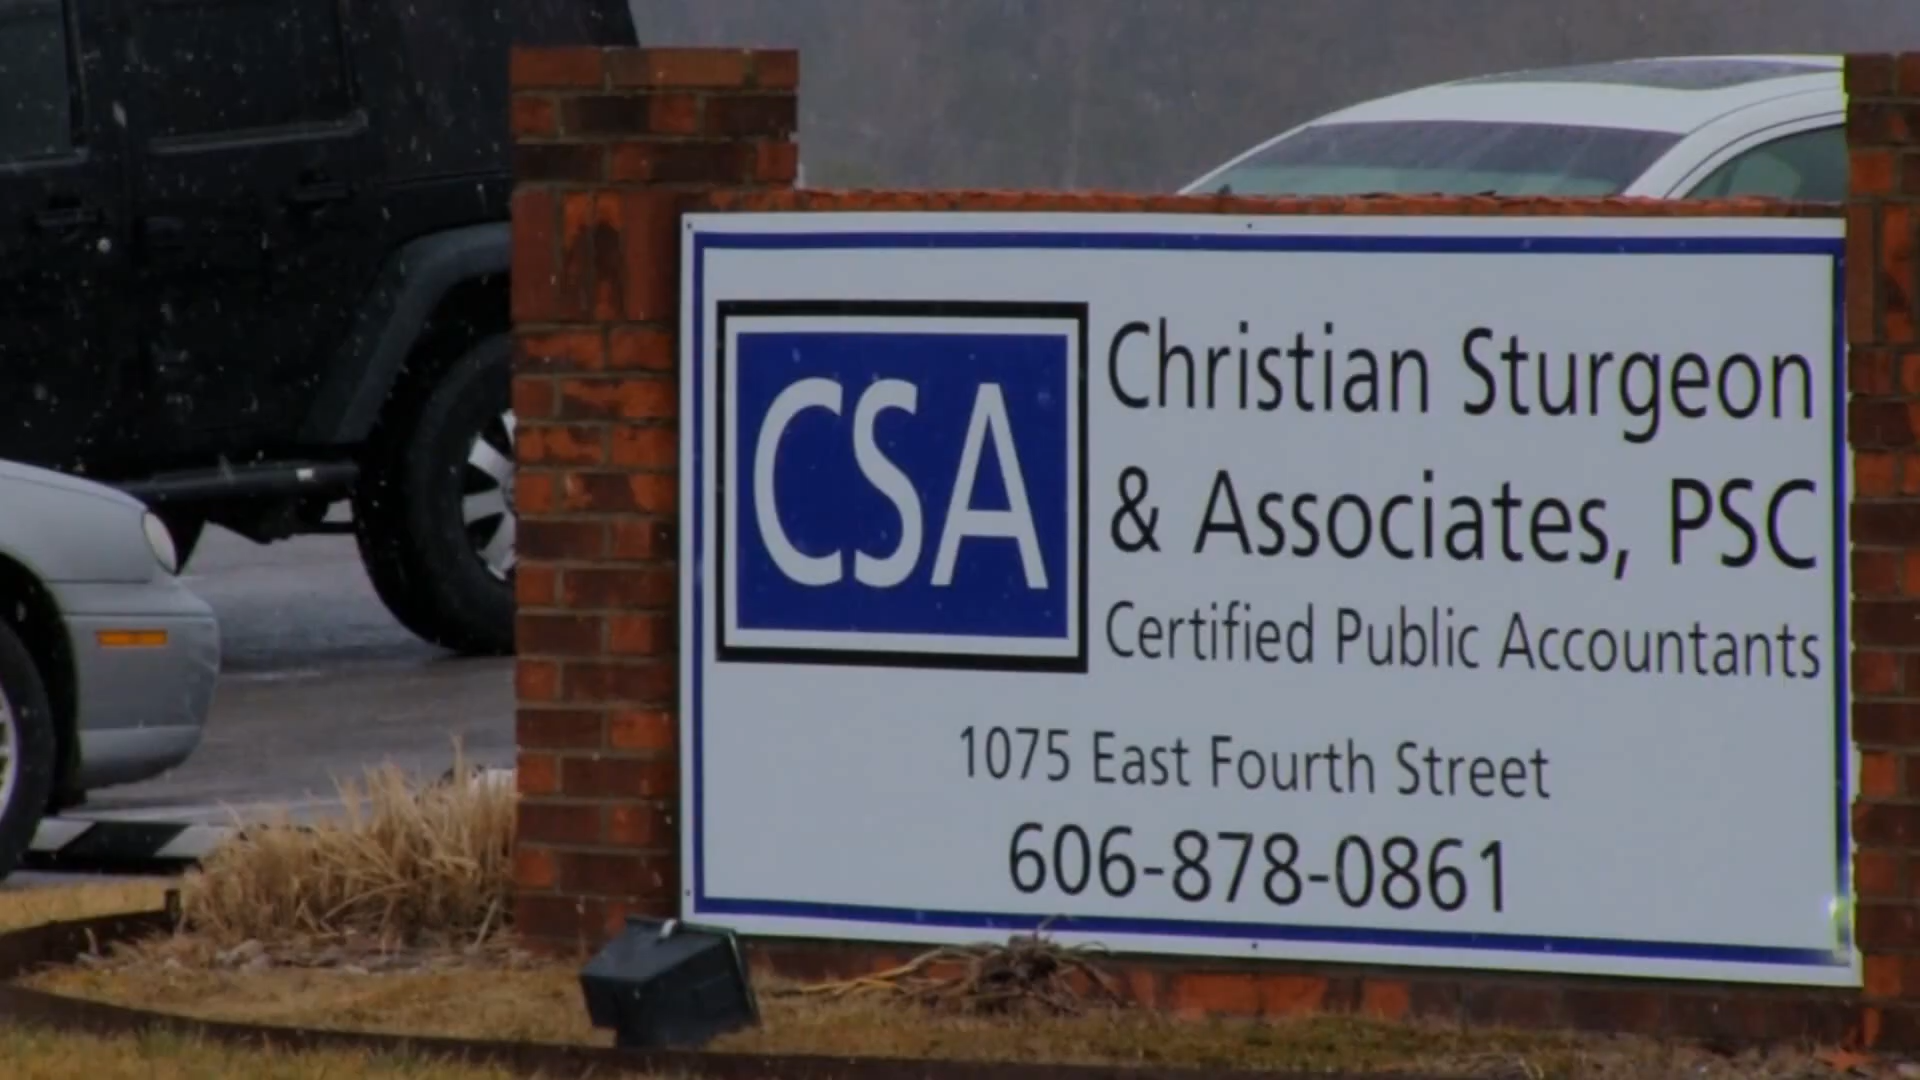 CSA
Christian Sturgeon
& Associates, PSC
Certified Public Accountants
1075 East Fourth Street
606-878-0861